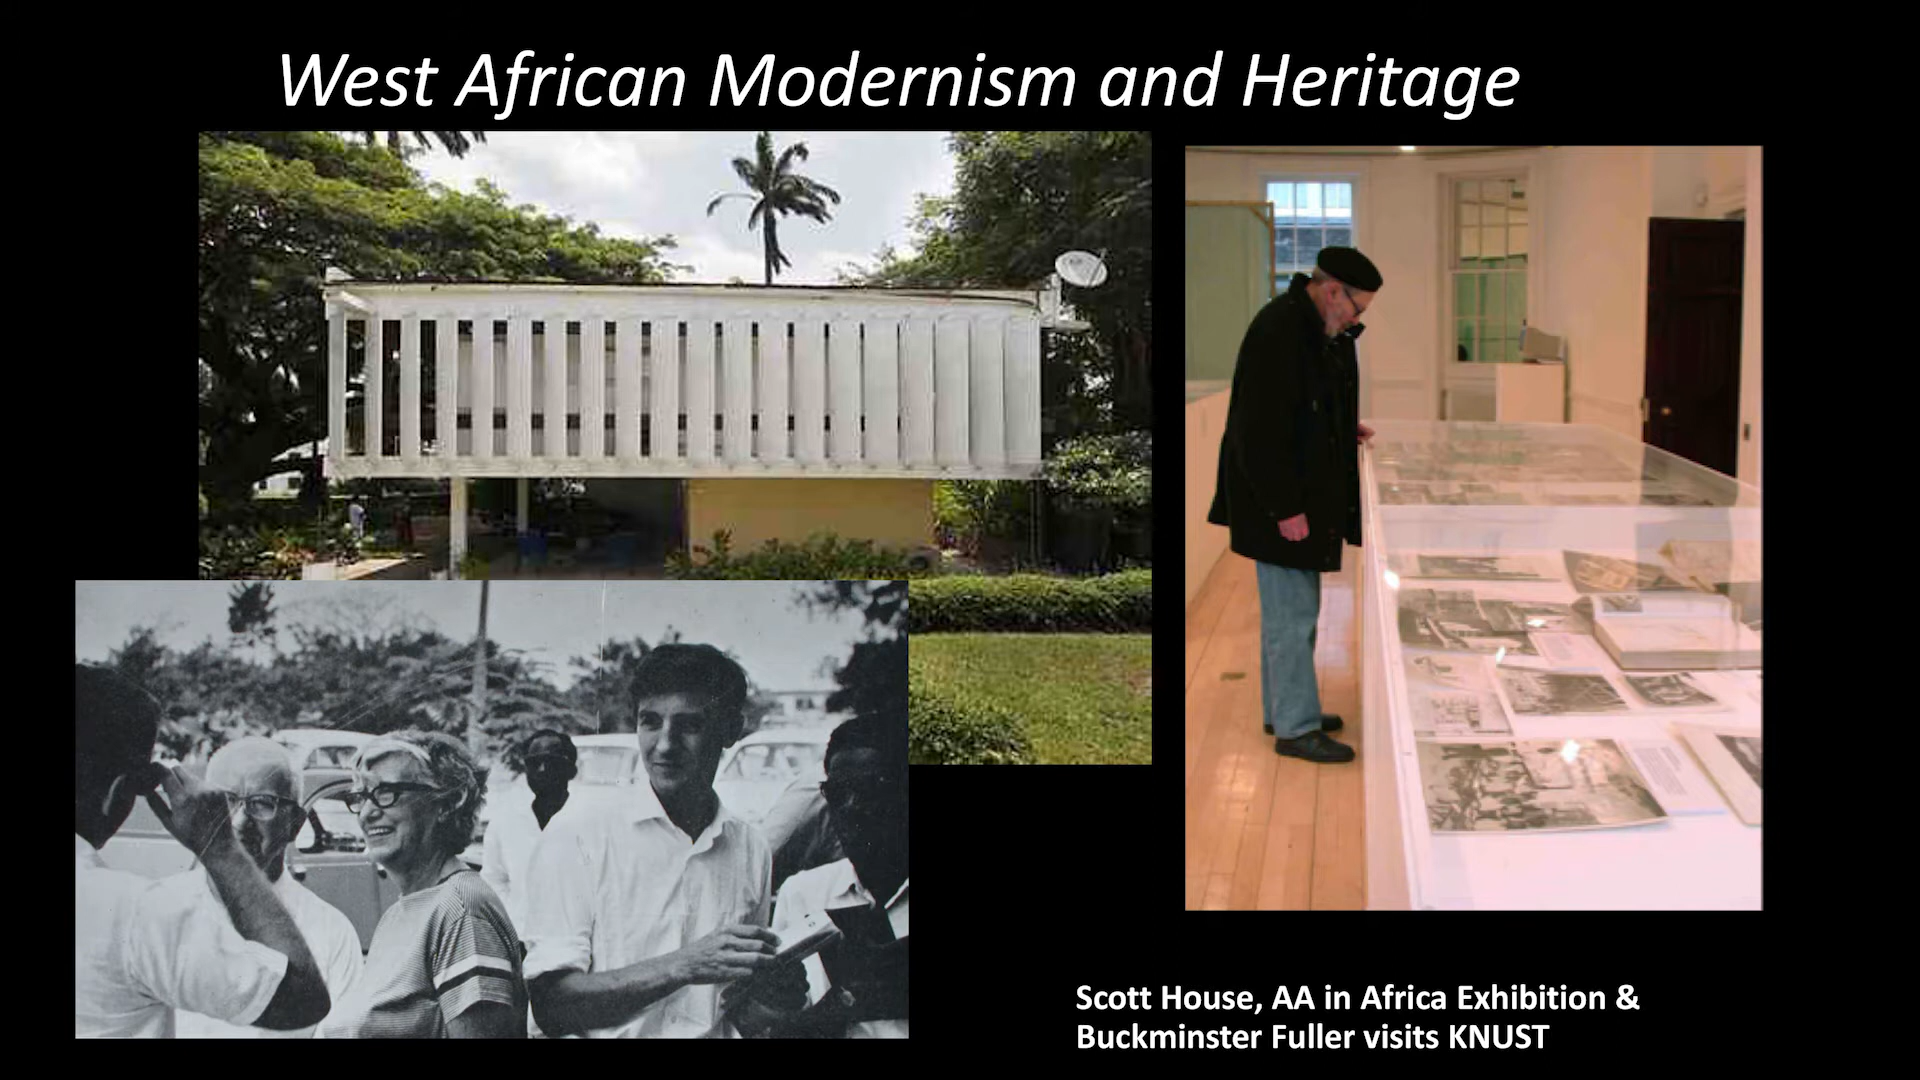 West African Modernism and Heritage
Scott House, AA in Africa Exhibition &
Buckminster Fuller visits KNUST